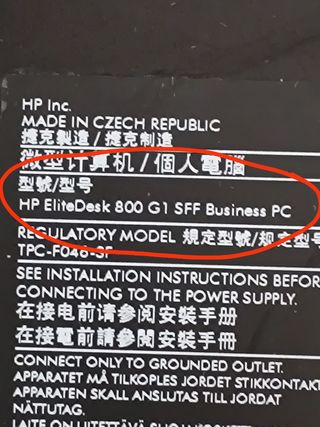 HP Inc.
MADE IN CZECH REPUBLIC
捷克製造/捷克制造
微型计算机/個人電腦
型號/型号
HP EliteDesk 800 G1 SFF Business PC
REGULATORY MODEL 規定型號/规定型号
TPC-F046-SF
SEE INSTALLATION INSTRUCTIONS BEFOR
CONNECTING TO THE POWER SUPPLY.
在接电前请参阅安装手册
在接電前請參閱安裝手冊
CONNECT ONLY TO GROUNDED OUTLET.
APPARATET MÅ TILKOPLES JORDET STIKKONTAKT
APPARATEN SKALL ANSLUTAS TILL JORDAT
NÄTTUTAG.